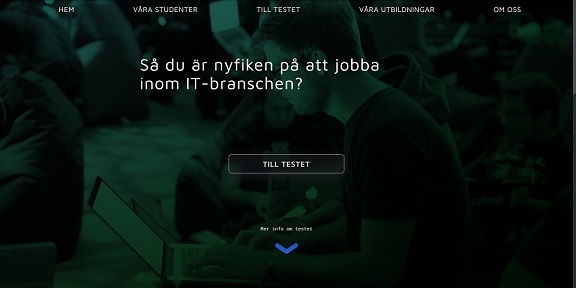 HEM VÅRA STUDENTER TILL TESTET VÅRA UTBILDNINGAR OM OSS
Så du är nyfiken på att jobba
inom IT-branschen?
TILL TESTET
Mer info om testet